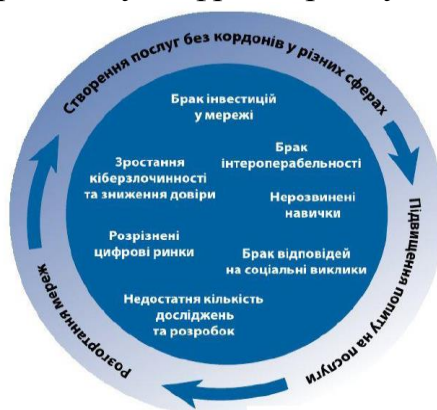 Створення послуг без кордонів у різних сферах
Брак інвестицій
у мережі
Брак
інтероперабельності
Зростання
кіберзлочинності
та зниження довіри
Нерозвинені
навички
Розрізнені
цифрові ринки
Брак відповідей
на соціальні виклики
Недостатня кількість
досліджень
та розробок
Підвищення попиту на послуги
Розгортання мереж